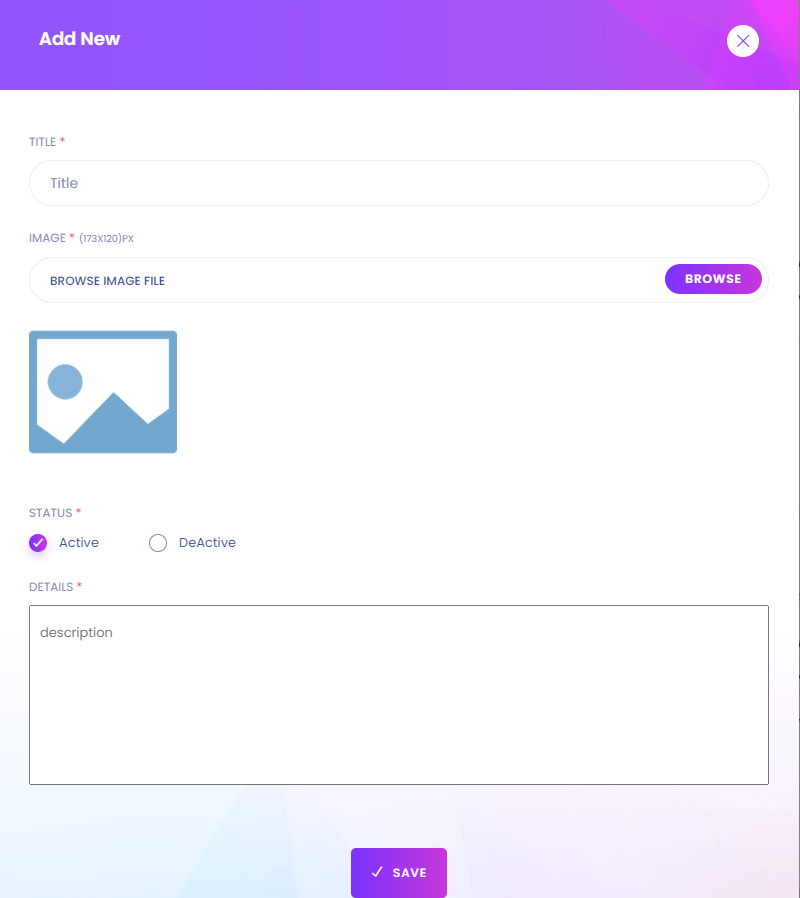 Add New
TITLE *
Title
IMAGE * (173X120)PX
BROWSE IMAGE FILE
BROWSE
STATUS *
Active DeActive
DETAILS *
description
SAVE